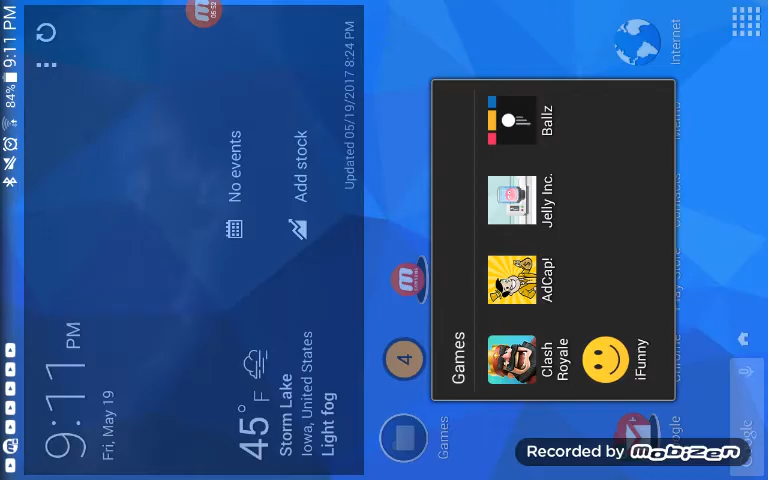 84% 9:11 PM
9:11 PM
Fri, May 19
45° F
Storm Lake
Iowa, United States
Light fog
No events
Add stock
Updated 05/19/2017 8:24 PM
05:52
4
Games
Games
Clash
Royale
AdCap!
Jelly Inc.
Ballz
iFunny
Internet
Recorded by Mobizen